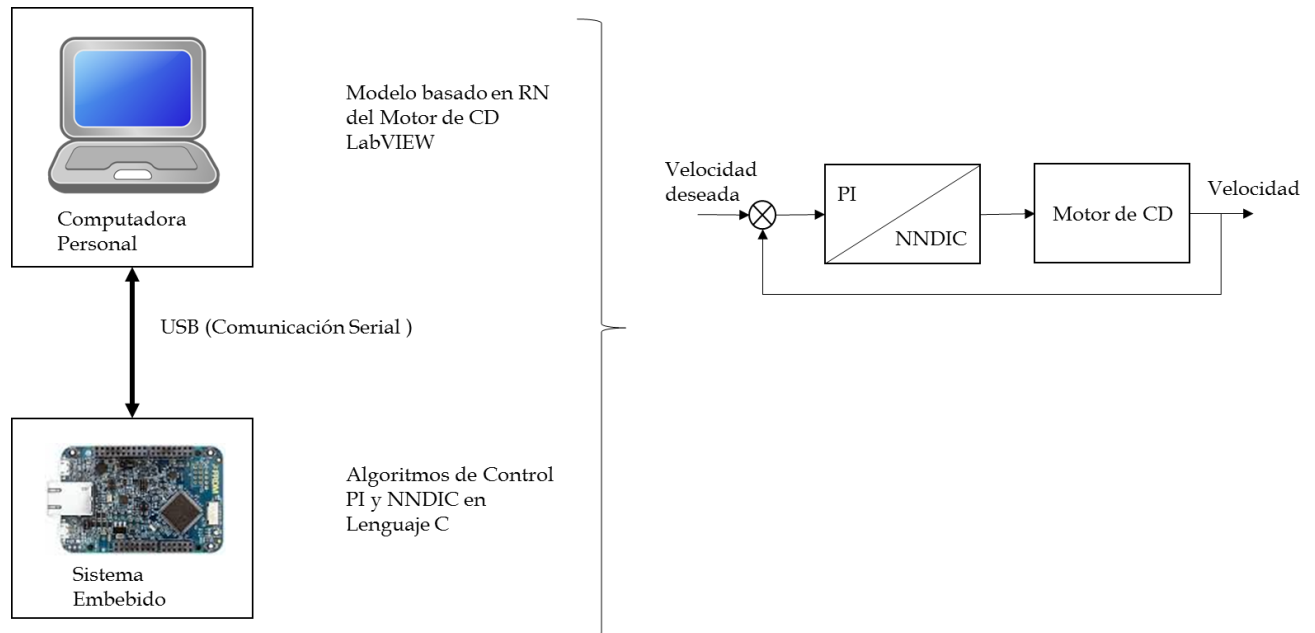 Computadora
Personal
Modelo basado en RN
del Motor de CD
LabVIEW
USB (Comunicación Serial )
Sistema
Embebido
Algoritmos de Control
PI y NNDIC en
Lenguaje C
Velocidad
deseada
PI
NNDIC
Motor de CD
Velocidad